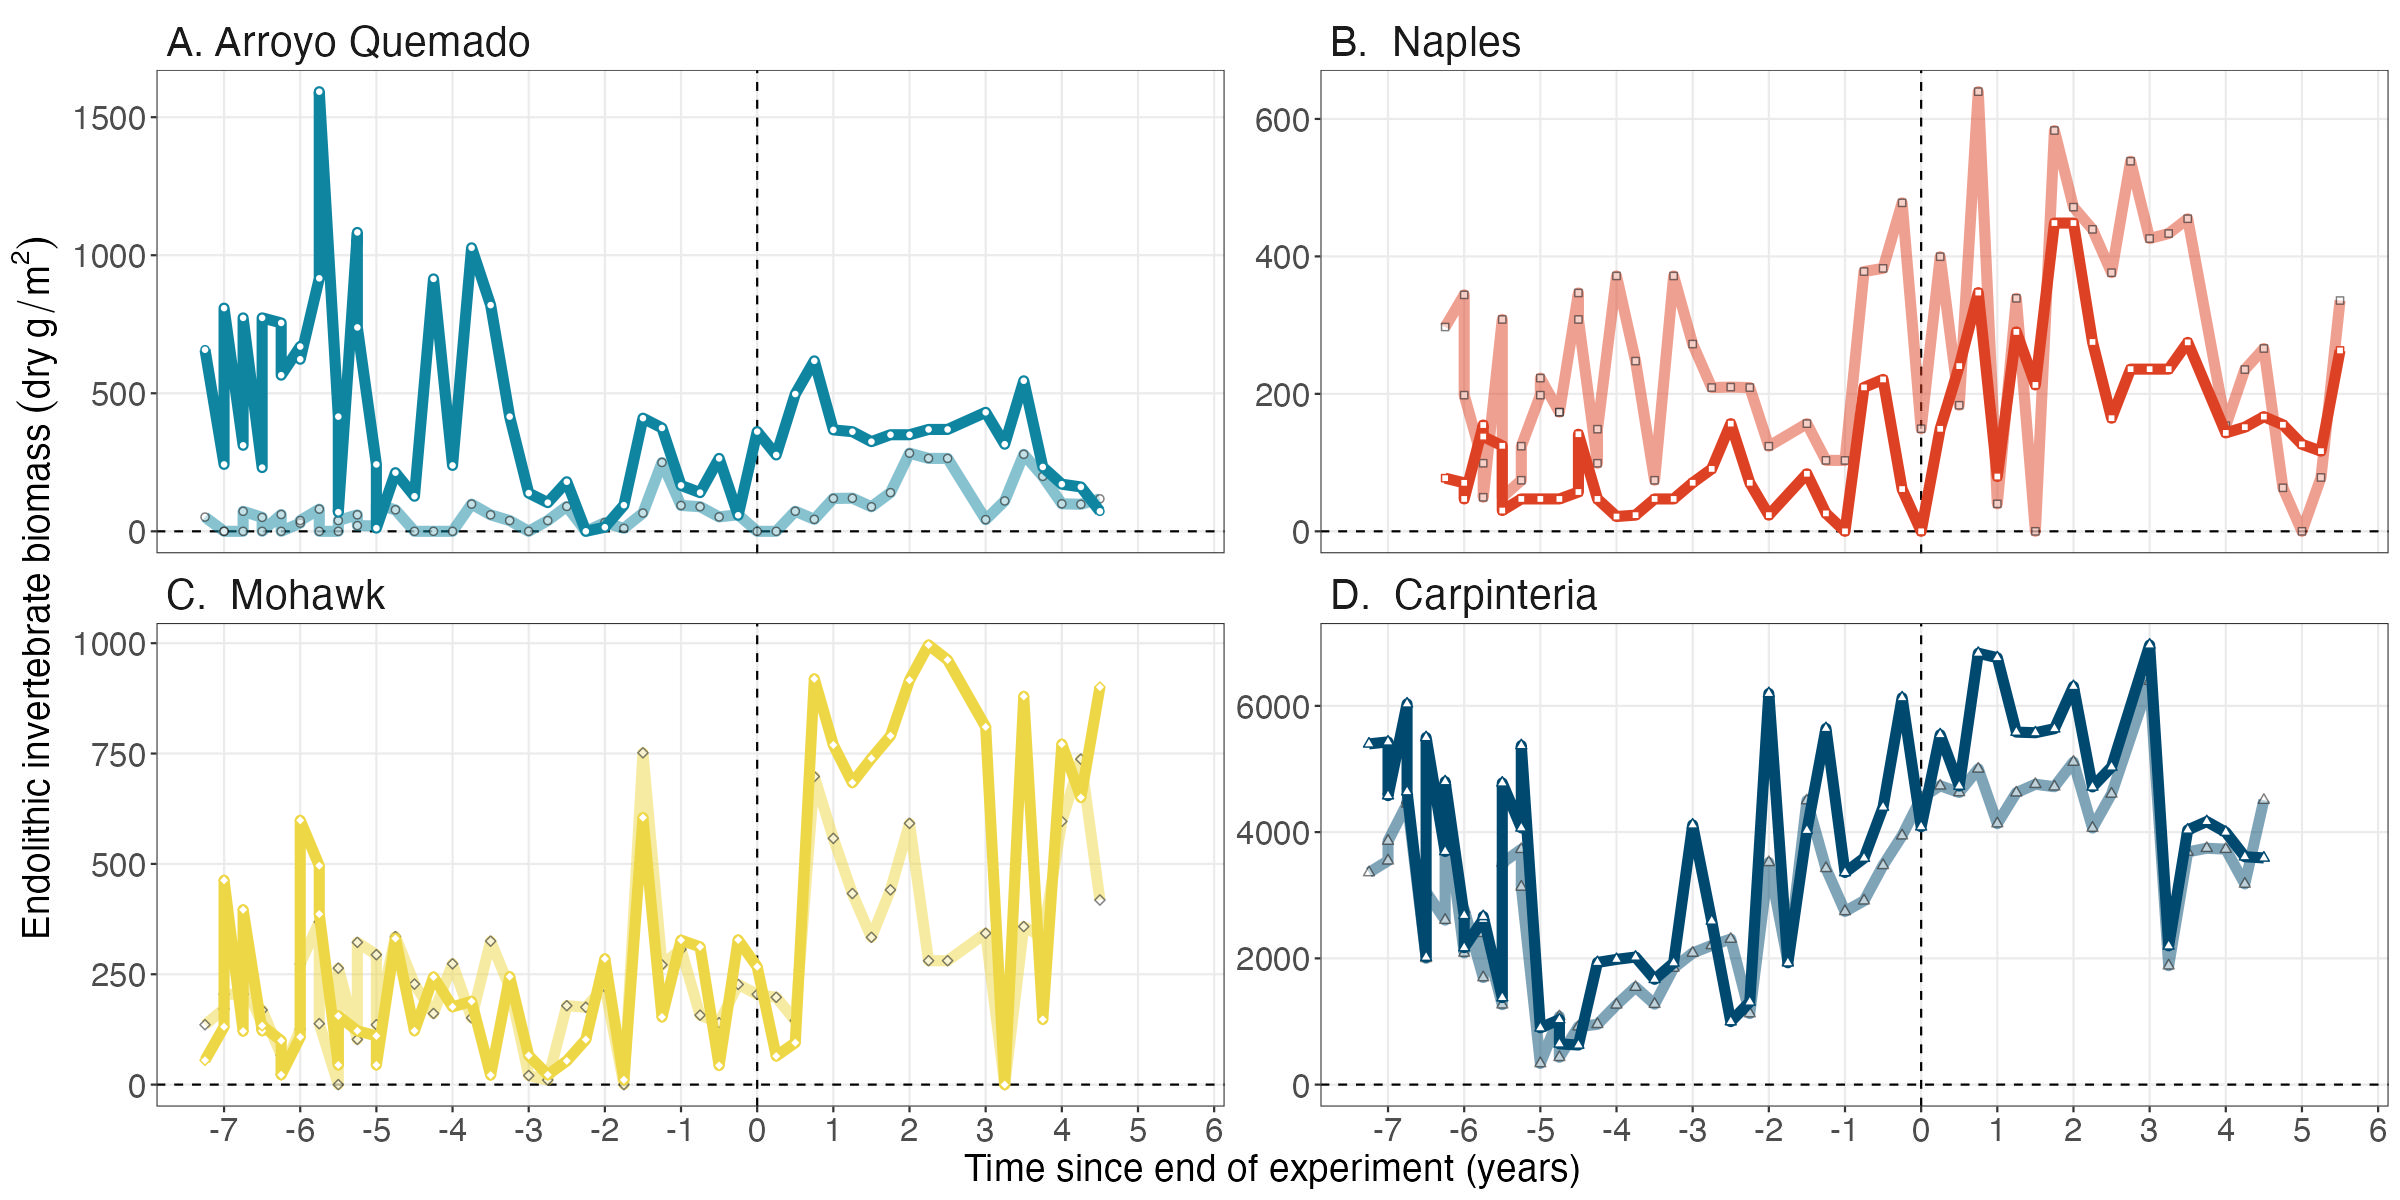 A. Arroyo Quemado
B. Naples
1500
1000
500
0
600
400
200
0
C. Mohawk
D. Carpinteria
1000
750
500
250
0
6000
4000
2000
0
-7 -6 -5 -4 -3 -2 -1 0 1 2 3 4 5 6
-7 -6 -5 -4 -3 -2 -1 0 1 2 3 4 5 6
Time since end of experiment (years)
Endolithic invertebrate biomass (dry g/m²)